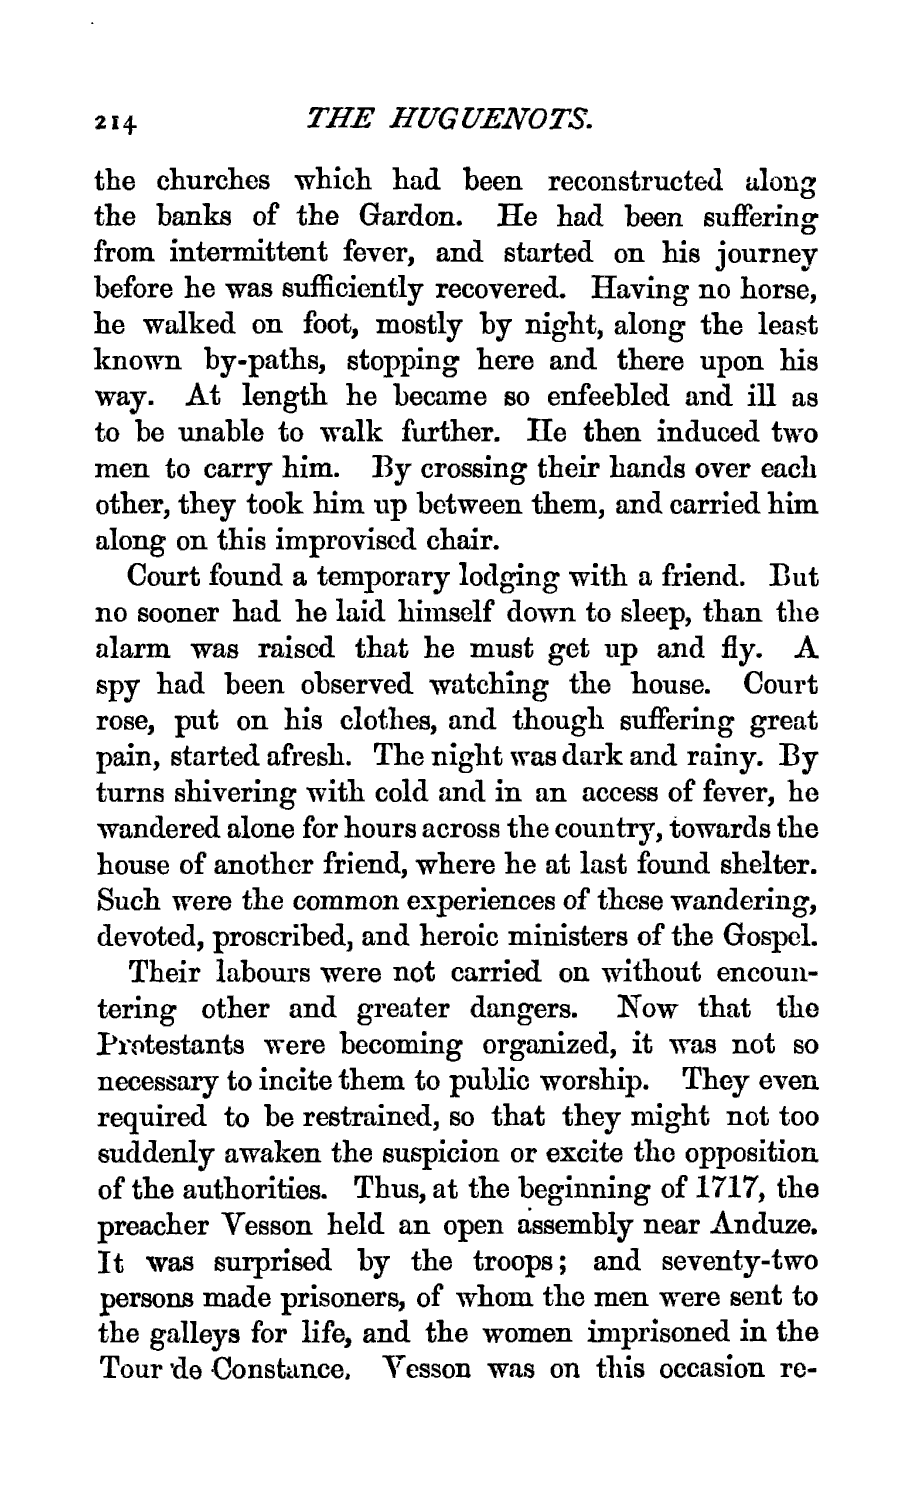 214 THE HUGUENOTS.
the churches which had been reconstructed along
the banks of the Gardon. He had been suffering
from intermittent fever, and started on his journey
before he was sufficiently recovered. Having no horse,
he walked on foot, mostly by night, along the least
known by-paths, stopping here and there upon his
way. At length he became so enfeebled and ill as
to be unable to walk further. He then induced two
men to carry him. By crossing their hands over each
other, they took him up between them, and carried him
along on this improvised chair.
Court found a temporary lodging with a friend. But
no sooner had he laid himself down to sleep, than the
alarm was raised that he must get up and fly. A
spy had been observed watching the house. Court
rose, put on his clothes, and though suffering great
pain, started afresh. The night was dark and rainy. By
turns shivering with cold and in an access of fever, he
wandered alone for hours across the country, towards the
house of another friend, where he at last found shelter.
Such were the common experiences of these wandering,
devoted, proscribed, and heroic ministers of the Gospel.
Their labours were not carried on without encoun-
tering other and greater dangers. Now that the
Protestants were becoming organized, it was not so
necessary to incite them to public worship. They even
required to be restrained, so that they might not too
suddenly awaken the suspicion or excite the opposition
of the authorities. Thus, at the beginning of 1717, the
preacher Vesson held an open assembly near Anduze.
It was surprised by the troops; and seventy-two
persons made prisoners, of whom the men were sent to
the galleys for life, and the women imprisoned in the
Tour de Constance. Vesson was on this occasion re-